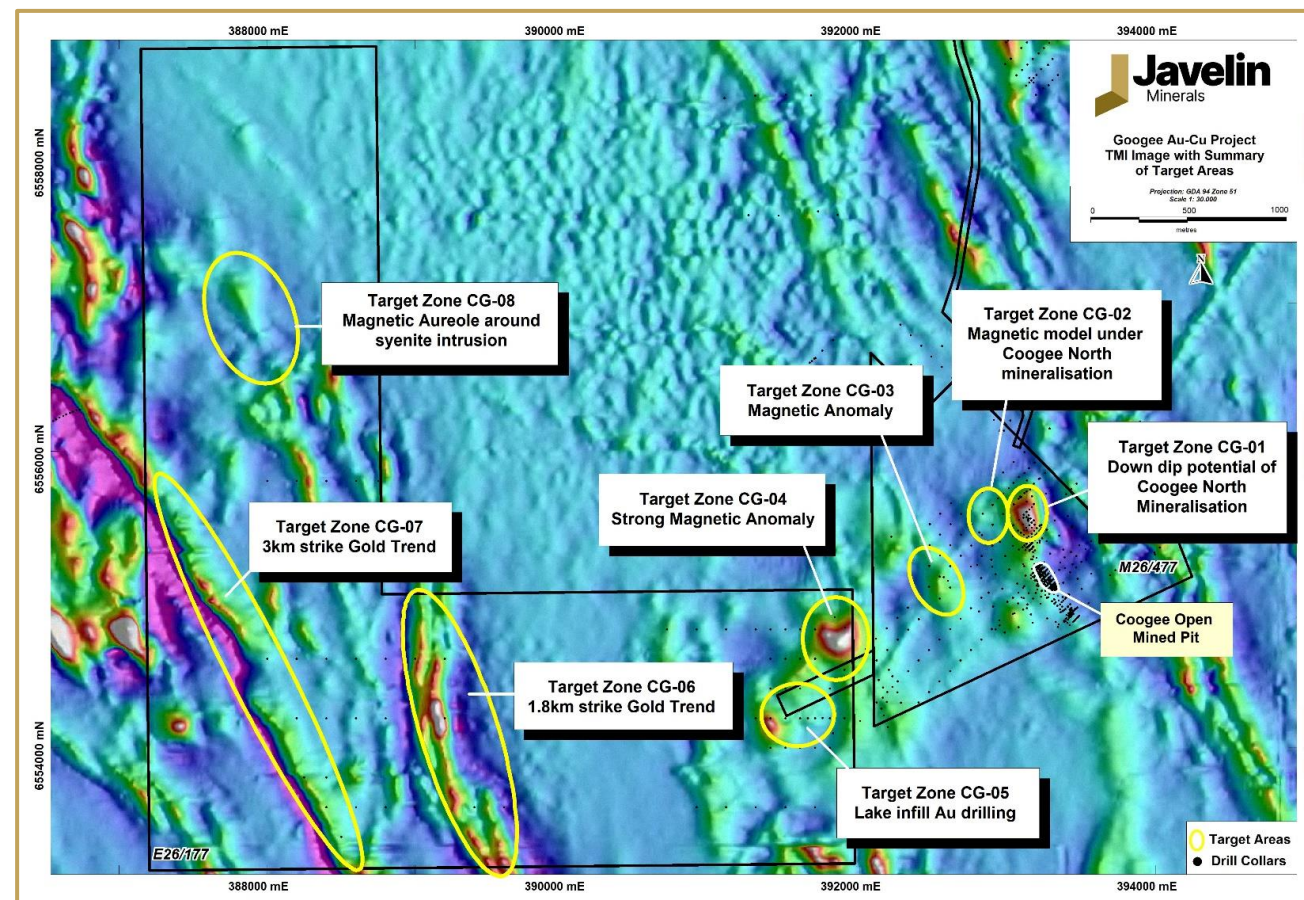 388000 mE
390000 mE
392000 mE
394000 mE
Javelin
Minerals
Googee Au-Cu Project
TMI Image with Summary
of Target Areas
Projection: GDA 94 Zone 51
Scale 1: 30.000
0 500 1000
metres
N
6558000 mN
6556000 mN
6554000 mN
Target Zone CG-08
Magnetic Aureole around
syenite intrusion
Target Zone CG-02
Magnetic model under
Coogee North
mineralisation
Target Zone CG-03
Magnetic Anomaly
Target Zone CG-01
Down dip potential of
Coogee North
Mineralisation
Target Zone CG-04
Strong Magnetic Anomaly
Target Zone CG-07
3km strike Gold Trend
M26/477
Coogee Open
Mined Pit
Target Zone CG-06
1.8km strike Gold Trend
Target Zone CG-05
Lake infill Au drilling
E26/177
Target Areas
Drill Collars
388000 mE
390000 mE
392000 mE
394000 mE